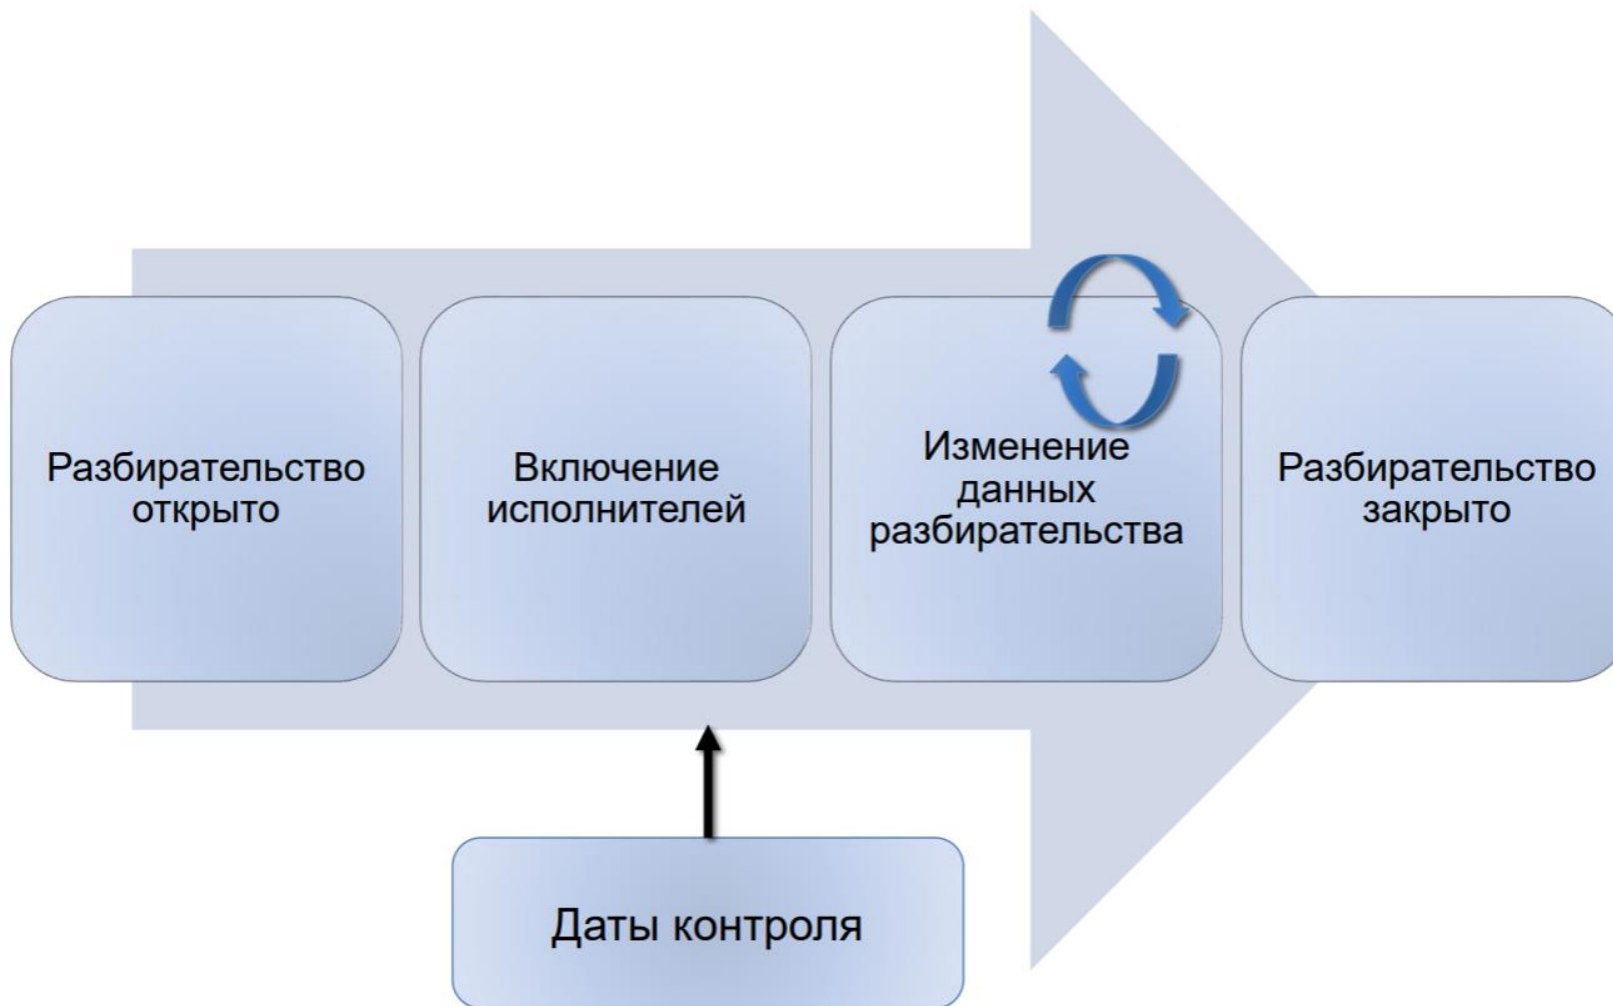 Разбирательство
открыто
Включение
исполнителей
Изменение
данных
разбирательства
Разбирательство
закрыто
Даты контроля